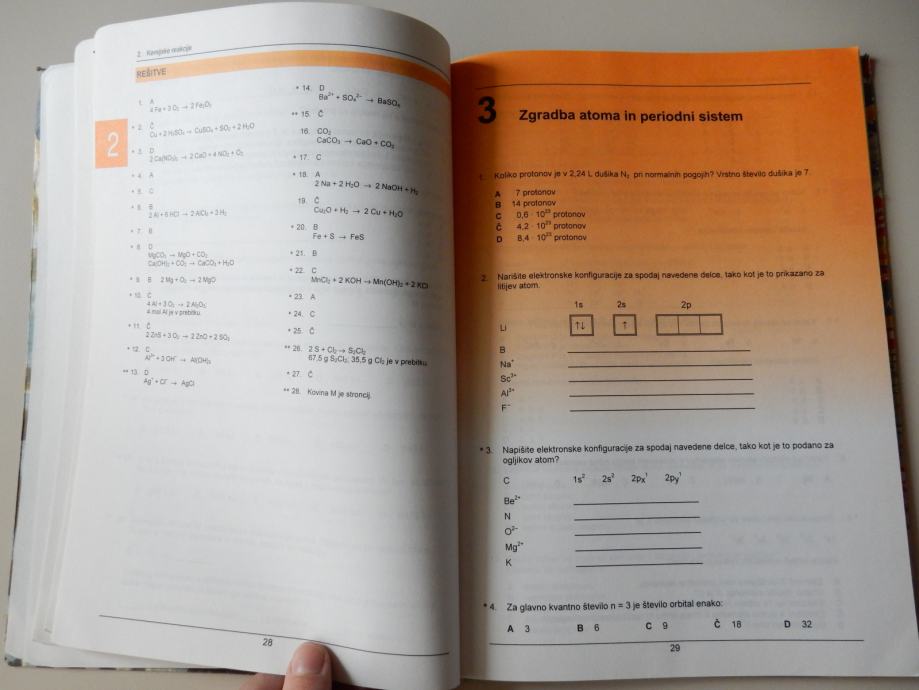 2. Kemijske reakcije
REŠITVE
2
1. A
4 Fe + 3 O₂ → 2 Fe₂O₃
* 2. Č
Cu + 2 H₂SO₄ → CuSO₄ + SO₂ + 2 H₂O
* 3. D
2 Ca(NO₃)₂ → 2 CaO + 4 NO₂ + O₂
* 4. A
* 5. C
* 6. B
2 Al + 6 HCl → 2 AlCl₃ + 3 H₂
* 7. B
* 8. D
MgCO₃ → MgO + CO₂
Ca(OH)₂ + CO₂ → CaCO₃ + H₂O
* 9. B 2 Mg + O₂ → 2 MgO
* 10. C
4 Al + 3 O₂ → 2 Al₂O₃;
4 mol Al je v prebitku.
* 11. Č
2 ZnS + 3 O₂ → 2 ZnO + 2 SO₂
* 12. C
Al³⁺ + 3 OH⁻ → Al(OH)₃
** 13. D
Ag⁺ + Cl⁻ → AgCl
* 14. D
Ba²⁺ + SO₄²⁻ → BaSO₄
** 15. Č
16. CO₂
CaCO₃ → CaO + CO₂
* 17. C
* 18. A
2 Na + 2 H₂O → 2 NaOH + H₂
19. Č
Cu₂O + H₂ → 2 Cu + H₂O
* 20. B
Fe + S → FeS
* 21. B
* 22. C
MnCl₂ + 2 KOH → Mn(OH)₂ + 2 KCl
* 23. A
* 24. C
* 25. Č
** 26. 2 S + Cl₂ → S₂Cl₂
67,5 g S₂Cl₂; 35,5 g Cl₂ je v prebitku.
* 27. Č
** 28. Kovina M je stroncij.
28
3 Zgradba atoma in periodni sistem
1. Koliko protonov je v 2,24 L dušika N₂ pri normalnih pogojih? Vrstno število dušika je 7.
A 7 protonov
B 14 protonov
C 0,6 · 10²³ protonov
Č 4,2 · 10²³ protonov
D 8,4 · 10²³ protonov
2. Narišite elektronske konfiguracije za spodaj navedene delce, tako kot je to prikazano za
litijev atom.
1s 2s 2p
Li ↑↓ ↑
B
Na⁺
Sc³⁺
Al³⁺
F⁻
* 3. Napišite elektronske konfiguracije za spodaj navedene delce, tako kot je to podano za
ogljikov atom?
C 1s² 2s² 2px¹ 2py¹
Be²⁺
N
O²⁻
Mg²⁺
K
* 4. Za glavno kvantno število n = 3 je število orbital enako:
A 3 B 6 C 9 Č 18 D 32
29